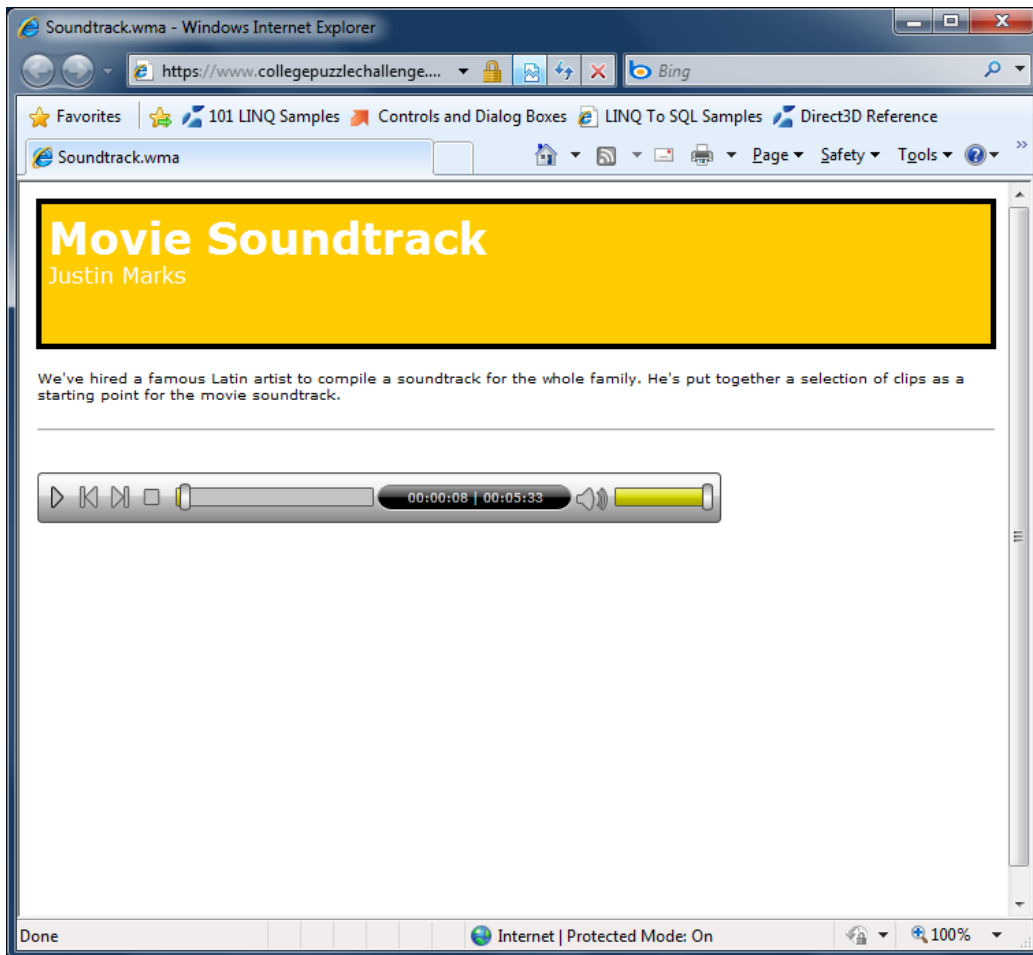 Soundtrack.wma - Windows Internet Explorer
https://www.collegepuzzlechallenge.... Bing
Favorites 101 LINQ Samples Controls and Dialog Boxes LINQ To SQL Samples Direct3D Reference
Soundtrack.wma Page Safety Tools »
Movie Soundtrack
Justin Marks
We've hired a famous Latin artist to compile a soundtrack for the whole family. He's put together a selection of clips as a
starting point for the movie soundtrack.
00:00:08 | 00:05:33
Done Internet | Protected Mode: On 100%